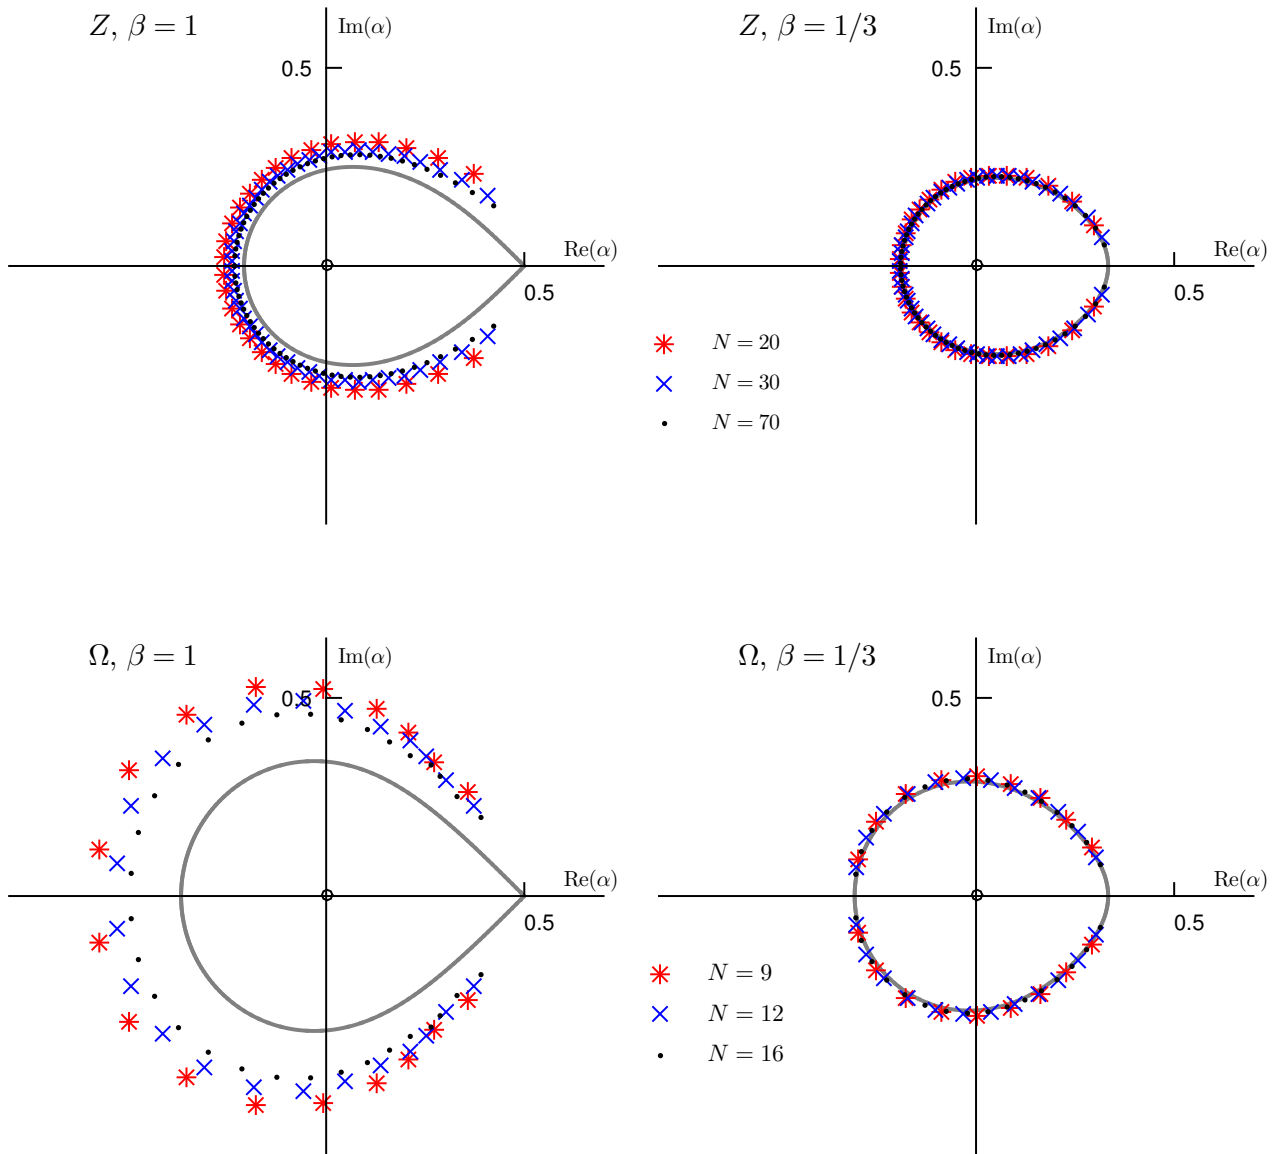 Z, β = 1
Im(α)
0.5
Re(α)
0.5
Z, β = 1/3
Im(α)
0.5
Re(α)
0.5
N = 20
N = 30
N = 70
Ω, β = 1
Im(α)
0.5
Re(α)
0.5
Ω, β = 1/3
Im(α)
0.5
Re(α)
0.5
N = 9
N = 12
N = 16